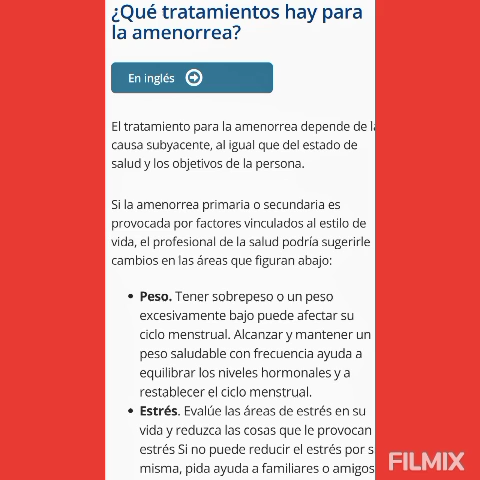 ¿Qué tratamientos hay para
la amenorrea?
En inglés
El tratamiento para la amenorrea depende de la
causa subyacente, al igual que del estado de
salud y los objetivos de la persona.
Si la amenorrea primaria o secundaria es
provocada por factores vinculados al estilo de
vida, el profesional de la salud podría sugerirle
cambios en las áreas que figuran abajo:
• Peso. Tener sobrepeso o un peso
excesivamente bajo puede afectar su
ciclo menstrual. Alcanzar y mantener un
peso saludable con frecuencia ayuda a
equilibrar los niveles hormonales y a
restablecer el ciclo menstrual.
• Estrés. Evalúe las áreas de estrés en su
vida y reduzca las cosas que le provocan
estrés Si no puede reducir el estrés por s
misma, pida ayuda a familiares o amigos
FILMIX